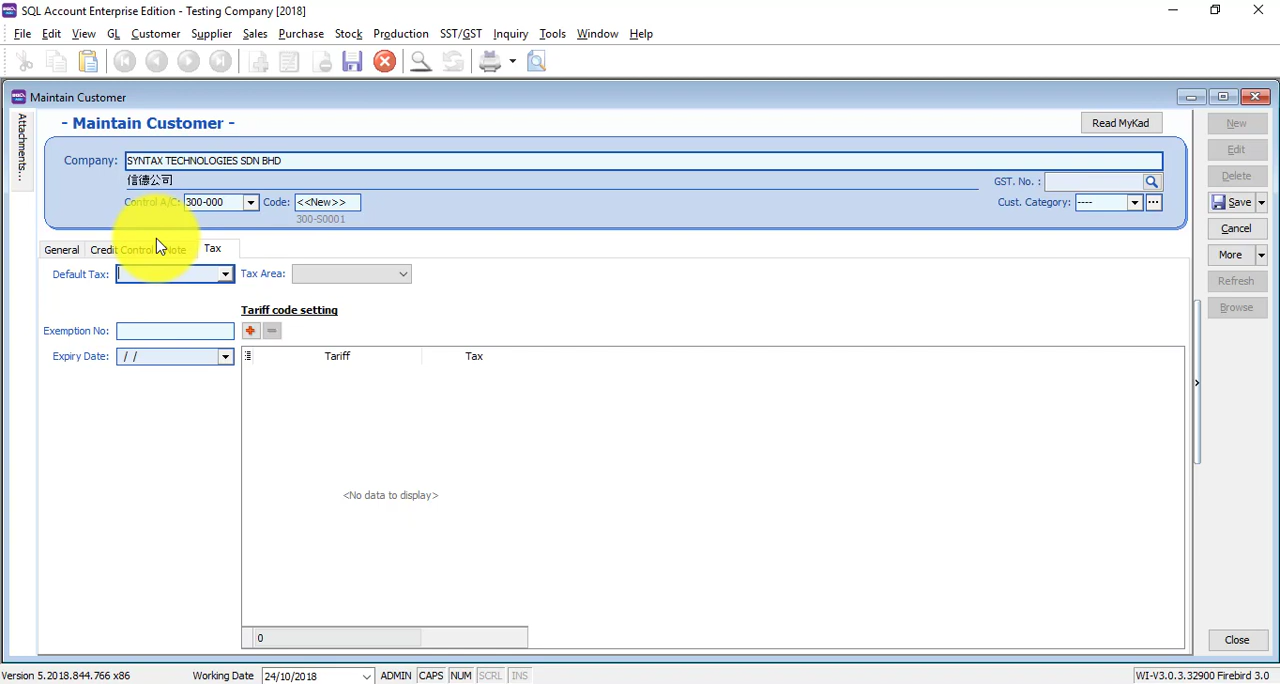 SQL Account Enterprise Edition - Testing Company [2018]
File Edit View GL Customer Supplier Sales Purchase Stock Production SST/GST Inquiry Tools Window Help
Maintain Customer
Attachments...
- Maintain Customer -
Read MyKad
Company: SYNTAX TECHNOLOGIES SDN BHD
信德公司
GST. No. :
Control A/C: 300-000 Code: <<New>>
Cust. Category: ----
300-S0001
General Credit Control Note Tax
Default Tax: Tax Area:
Tariff code setting
Exemption No:
Expiry Date: / /
Tariff Tax
<No data to display>
0
New
Edit
Delete
Save
Cancel
More
Refresh
Browse
Close
Version 5.2018.844.766 x86 Working Date 24/10/2018 ADMIN CAPS NUM SCRL INS WI-V3.0.3.32900 Firebird 3.0